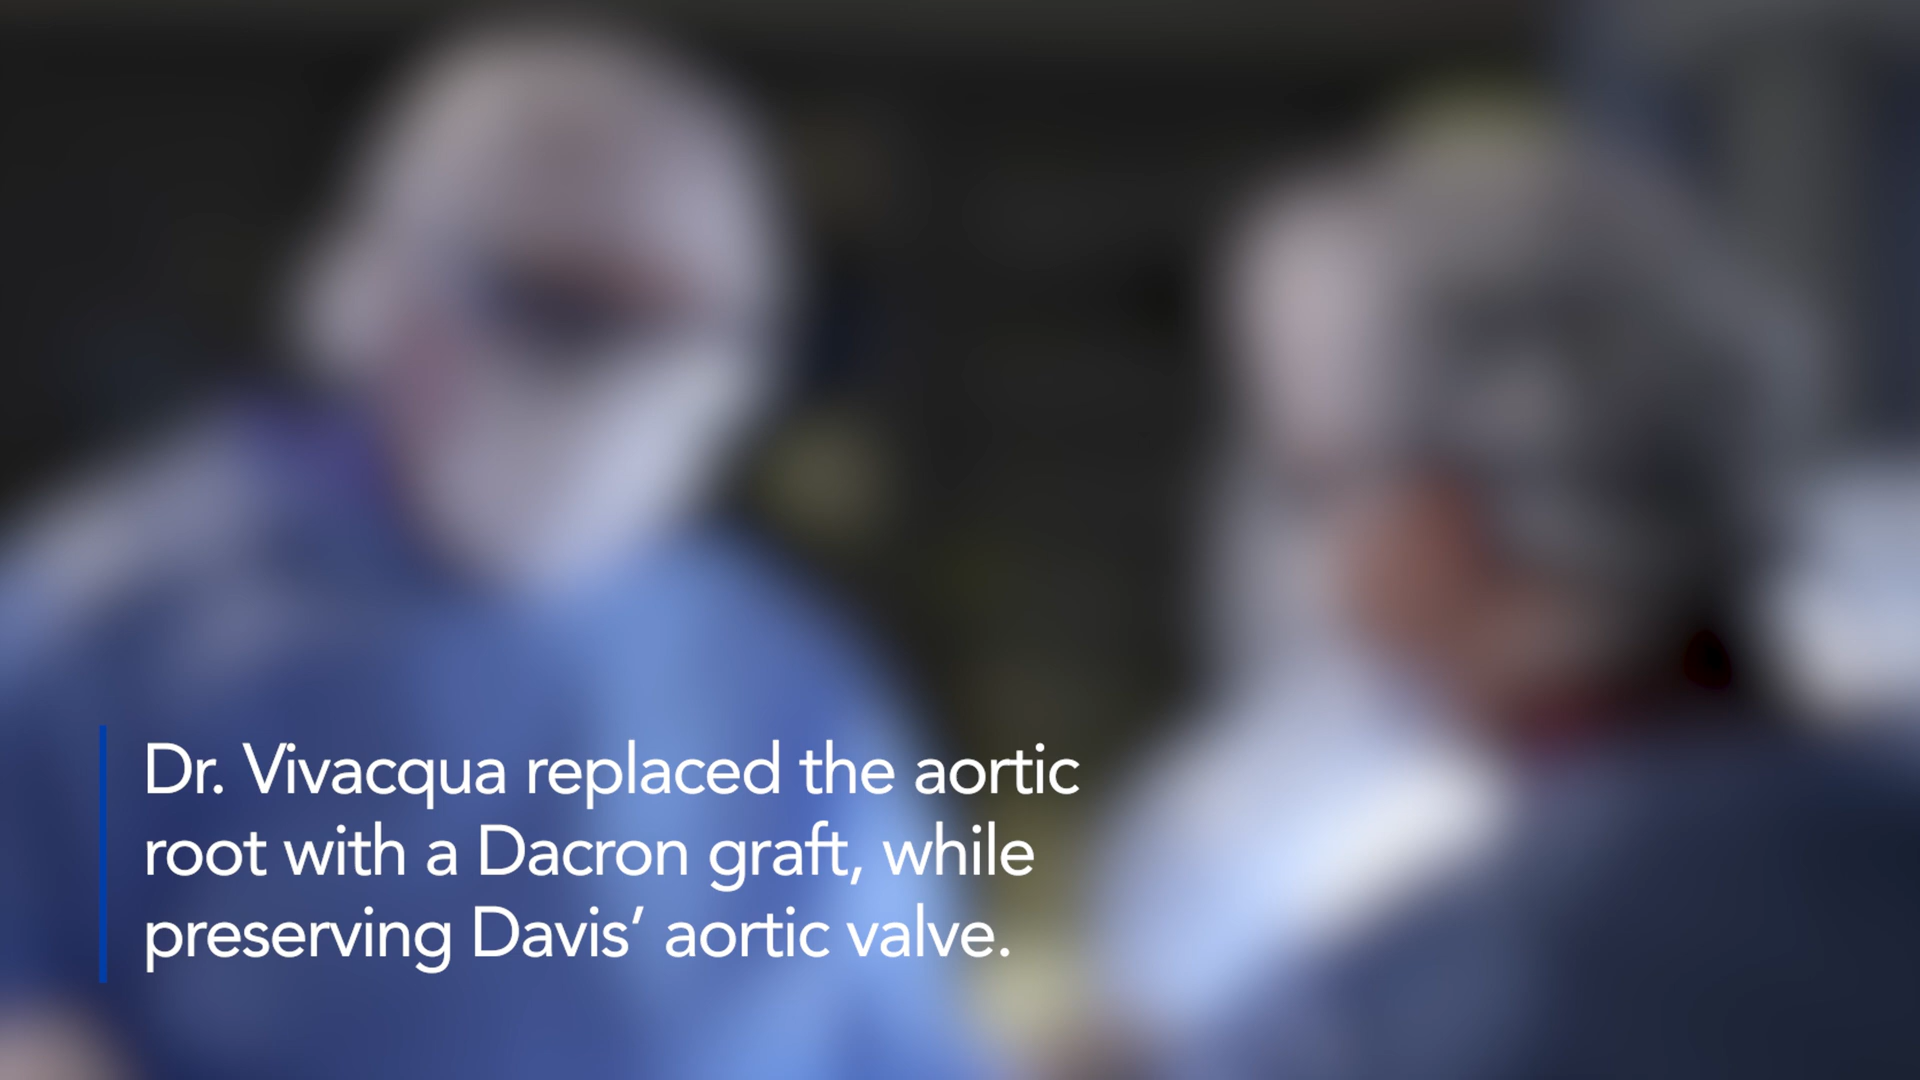 Dr. Vivacqua replaced the aortic
root with a Dacron graft, while
preserving Davis’ aortic valve.